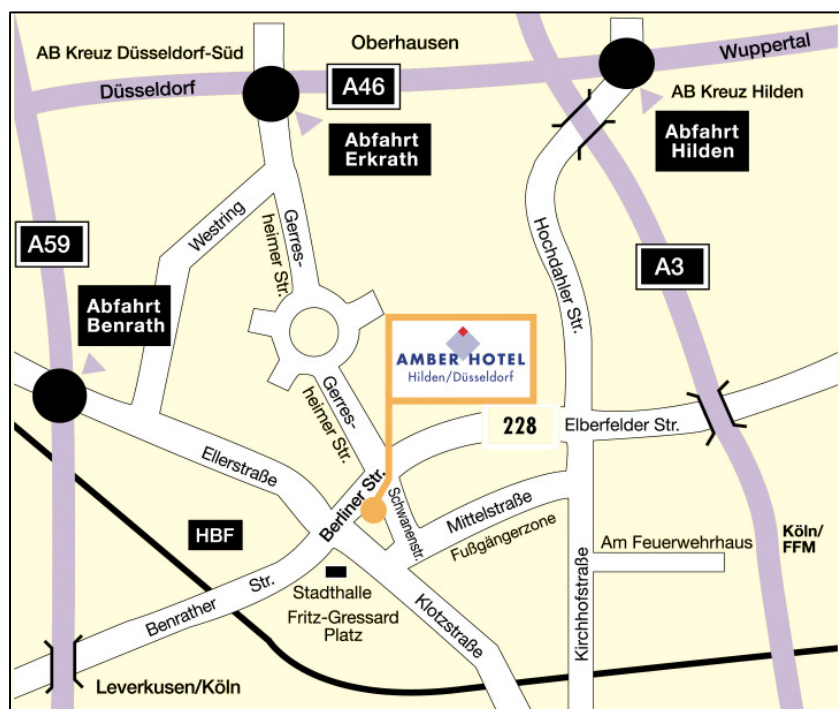 AB Kreuz Düsseldorf-Süd
Oberhausen
Wuppertal
Düsseldorf
A46
AB Kreuz Hilden
Abfahrt
Erkrath
Abfahrt
Hilden
Westring
Gerres-
heimer Str.
A59
Hochdahler Str.
A3
Abfahrt
Benrath
AMBER HOTEL
Hilden/Düsseldorf
Gerres-
heimer Str.
228
Elberfelder Str.
Ellerstraße
Berliner Str.
Schwanenstr.
Mittelstraße
Fußgängerzone
HBF
Am Feuerwehrhaus
Köln/
FFM
Stadthalle
Fritz-Gressard
Platz
Benrather Str.
Klotzstraße
Kirchhofstraße
Leverkusen/Köln